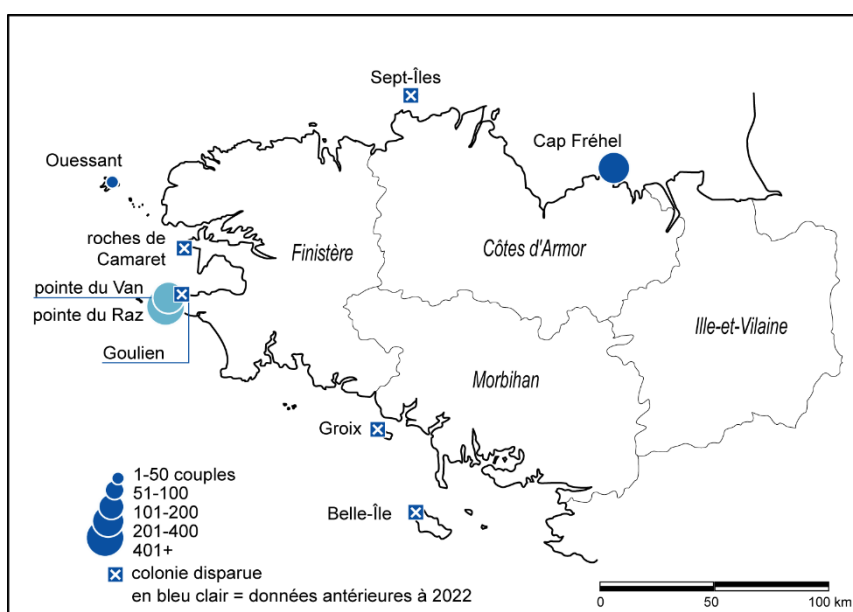 Sept-Îles
Cap Fréhel
Ouessant
roches de
Camaret
Finistère
Côtes d'Armor
pointe du Van
pointe du Raz
Goulien
Ille-et-Vilaine
Morbihan
Groix
Belle-Île
1-50 couples
51-100
101-200
201-400
401+
colonie disparue
en bleu clair = données antérieures à 2022
0 50 100 km